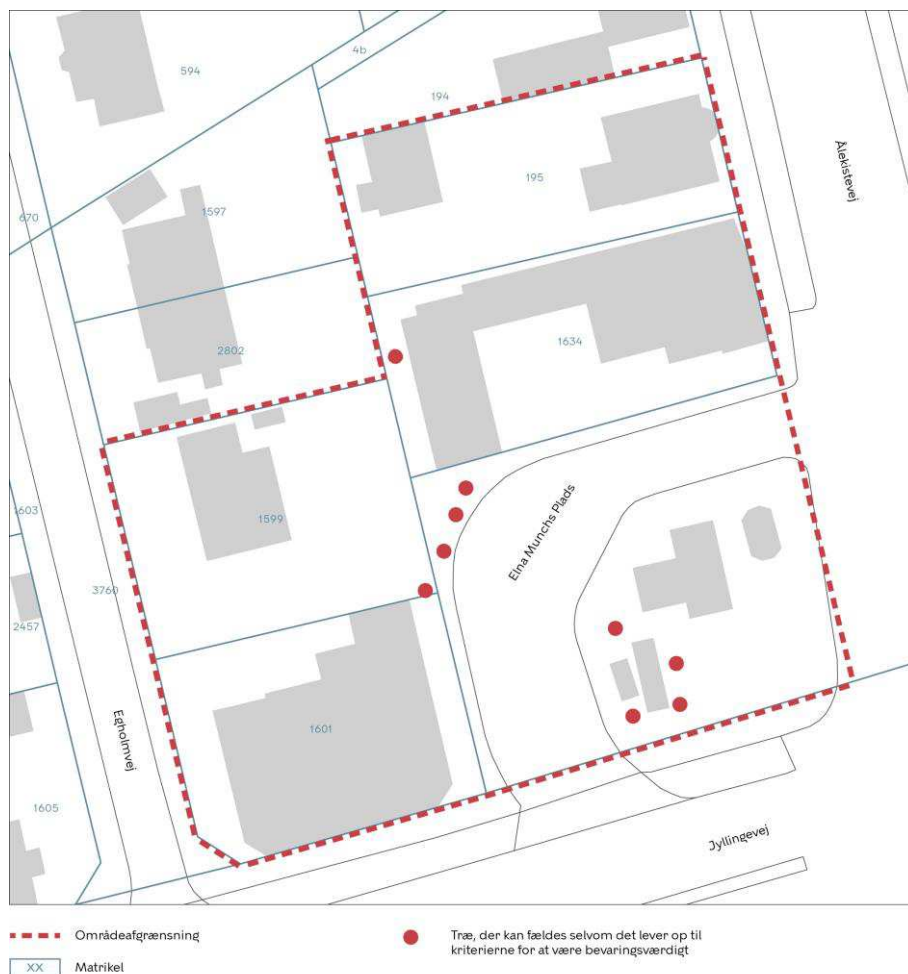 594
4b
194
Ålekistevej
195
1597
670
2802
1634
1599
Elna Munchs Plads
1603
3760
2457
1601
Egholmvej
1605
Jyllingevej
Områdeafgrænsning
Træ, der kan fældes selvom det lever op til
kriterierne for at være bevaringsværdigt
XX
Matrikel